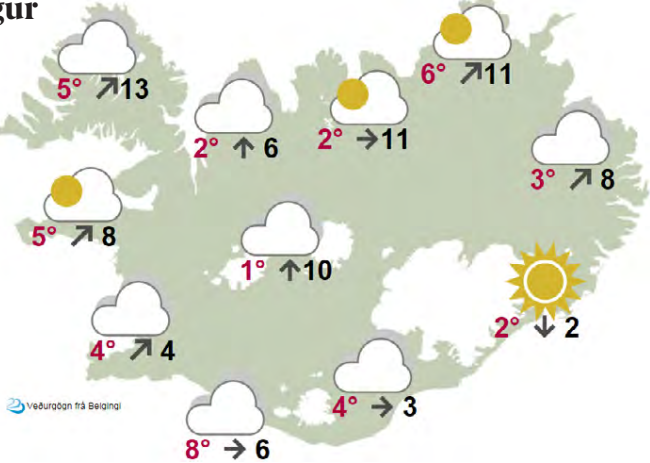 gur
6° ↗11
5° ↗13
2° →11
2° ↑ 6
3° ↗ 8
5° ↗ 8
1° ↑10
2° ↓ 2
4° ↗ 4
4° → 3
Veðurgögn frá Belgingi
8° → 6